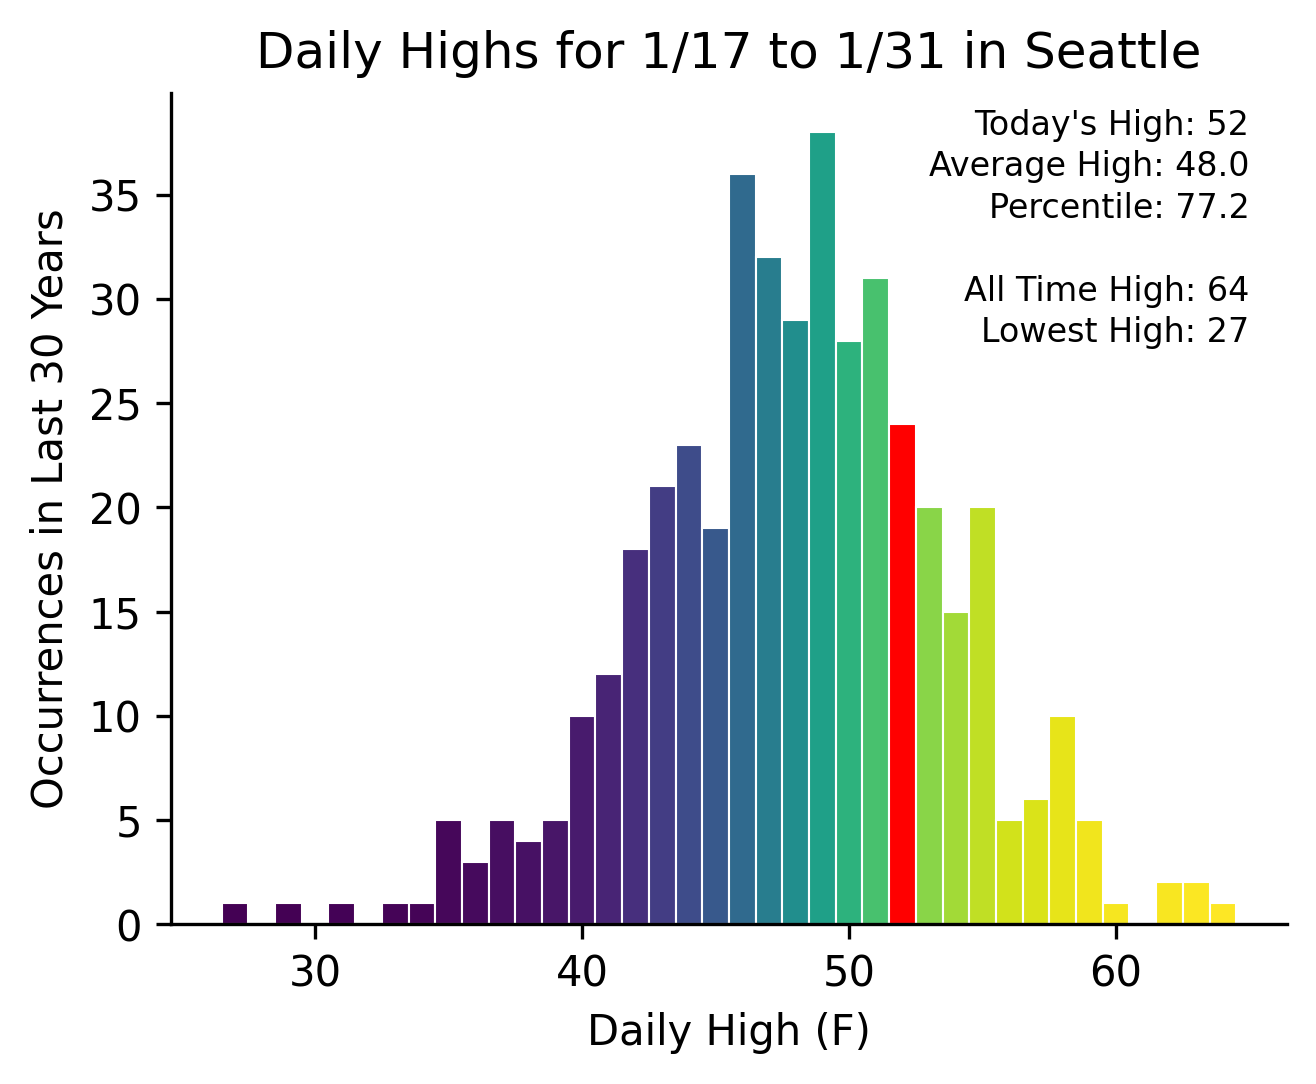 Daily Highs for 1/17 to 1/31 in Seattle
Today's High: 52
Average High: 48.0
Percentile: 77.2
All Time High: 64
Lowest High: 27
Occurrences in Last 30 Years
35
30
25
20
15
10
5
0
30 40 50 60
Daily High (F)